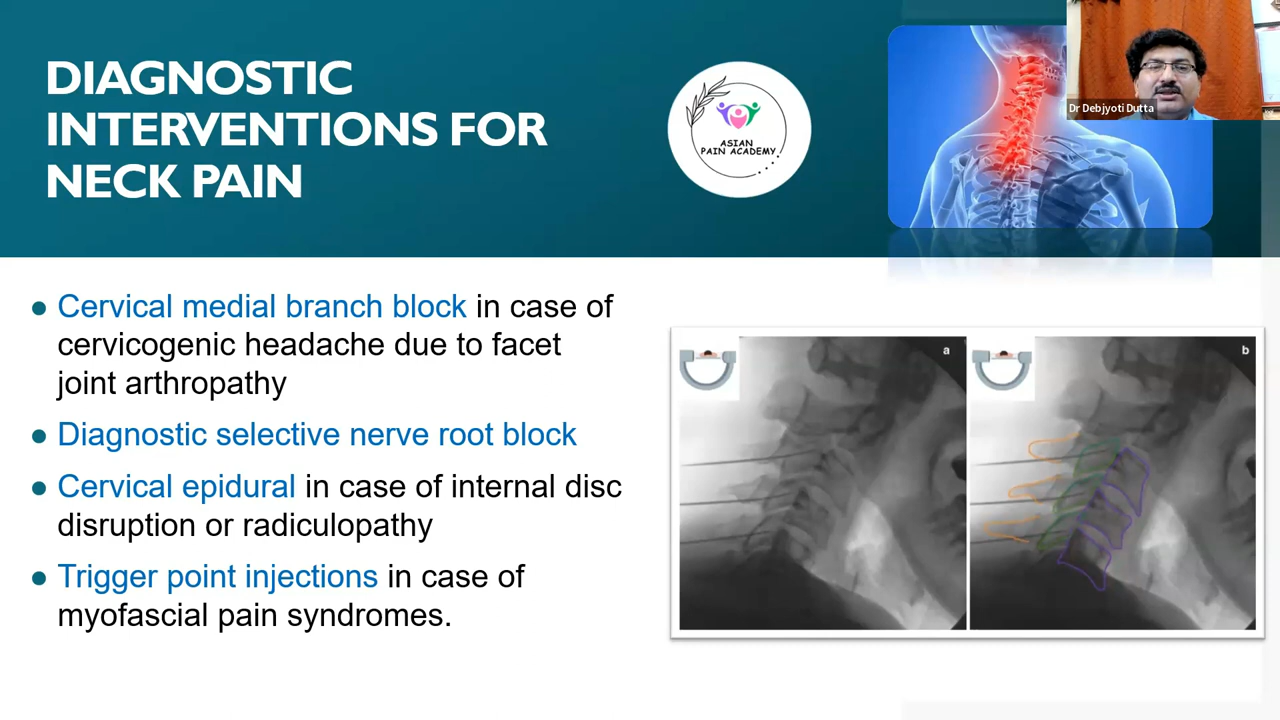 DIAGNOSTIC
INTERVENTIONS FOR
NECK PAIN
ASIAN
PAIN ACADEMY
Dr Debjyoti Dutta
● Cervical medial branch block in case of
cervicogenic headache due to facet
joint arthropathy
● Diagnostic selective nerve root block
● Cervical epidural in case of internal disc
disruption or radiculopathy
● Trigger point injections in case of
myofascial pain syndromes.
a
b